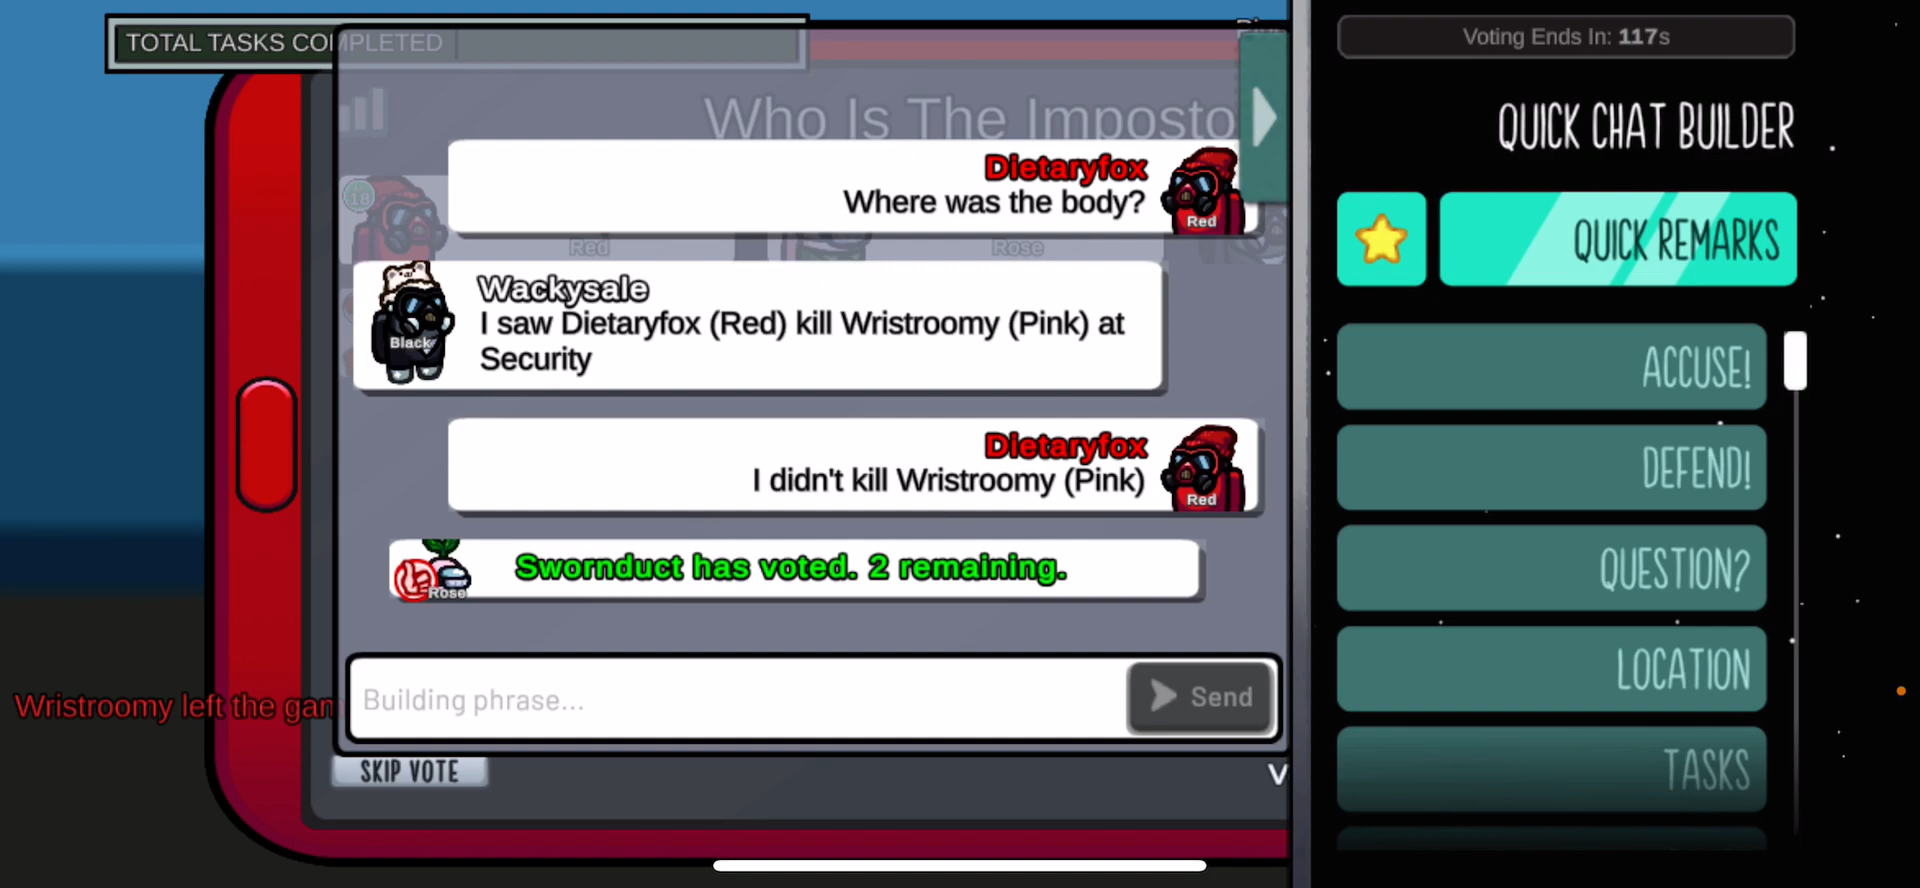 TOTAL TASKS COMPLETED
Voting Ends In: 117s
Who Is The Imposto
QUICK CHAT BUILDER
Dietaryfox
Where was the body?
Red
18
Red
Rose
QUICK REMARKS
Wackysale
I saw Dietaryfox (Red) kill Wristroomy (Pink) at
Security
Black
ACCUSE!
Dietaryfox
I didn't kill Wristroomy (Pink)
Red
DEFEND!
Swornduct has voted. 2 remaining.
Rose
QUESTION?
LOCATION
Wristroomy left the gam
Building phrase...
Send
SKIP VOTE
V
TASKS